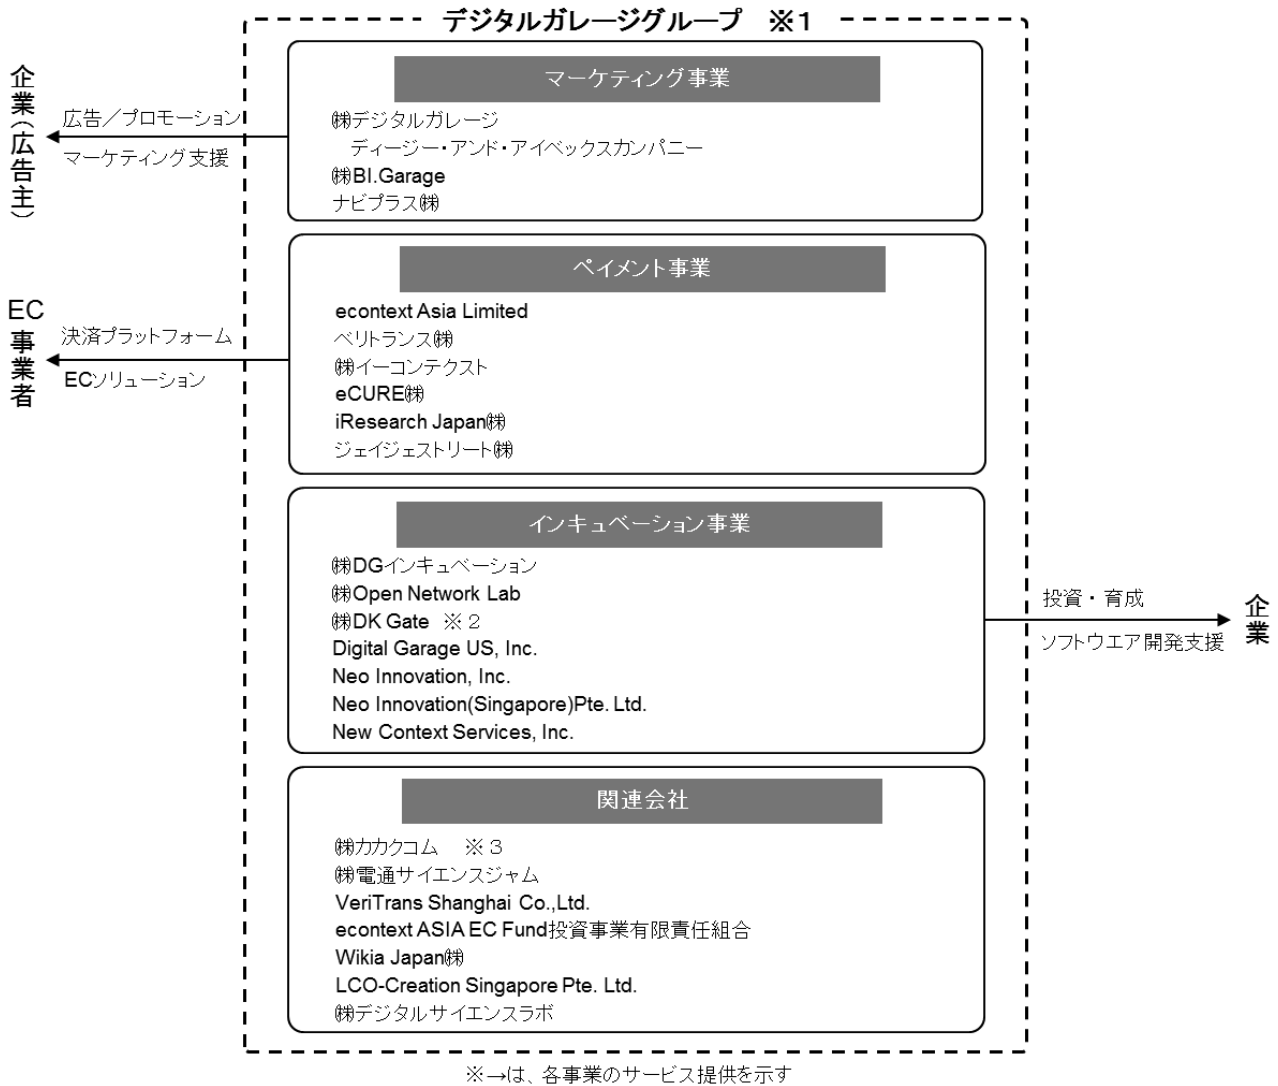 デジタルガレージグループ　※1
マーケティング事業
㈱デジタルガレージ
ディージー・アンド・アイベックスカンパニー
㈱BI.Garage
ナビプラス㈱
企業(広告主)
広告／プロモーション
マーケティング支援
ペイメント事業
econtext Asia Limited
ベリトランス㈱
㈱イーコンテクスト
eCURE㈱
iResearch Japan㈱
ジェイジェストリート㈱
EC事業者
決済プラットフォーム
ECソリューション
インキュベーション事業
㈱DGインキュベーション
㈱Open Network Lab
㈱DK Gate　※２
Digital Garage US, Inc.
Neo Innovation, Inc.
Neo Innovation(Singapore)Pte. Ltd.
New Context Services, Inc.
投資・育成
ソフトウエア開発支援
企業
関連会社
㈱カカクコム　※３
㈱電通サイエンスジャム
VeriTrans Shanghai Co.,Ltd.
econtext ASIA EC Fund投資事業有限責任組合
Wikia Japan㈱
LCO-Creation Singapore Pte. Ltd.
㈱デジタルサイエンスラボ
※→は、各事業のサービス提供を示す